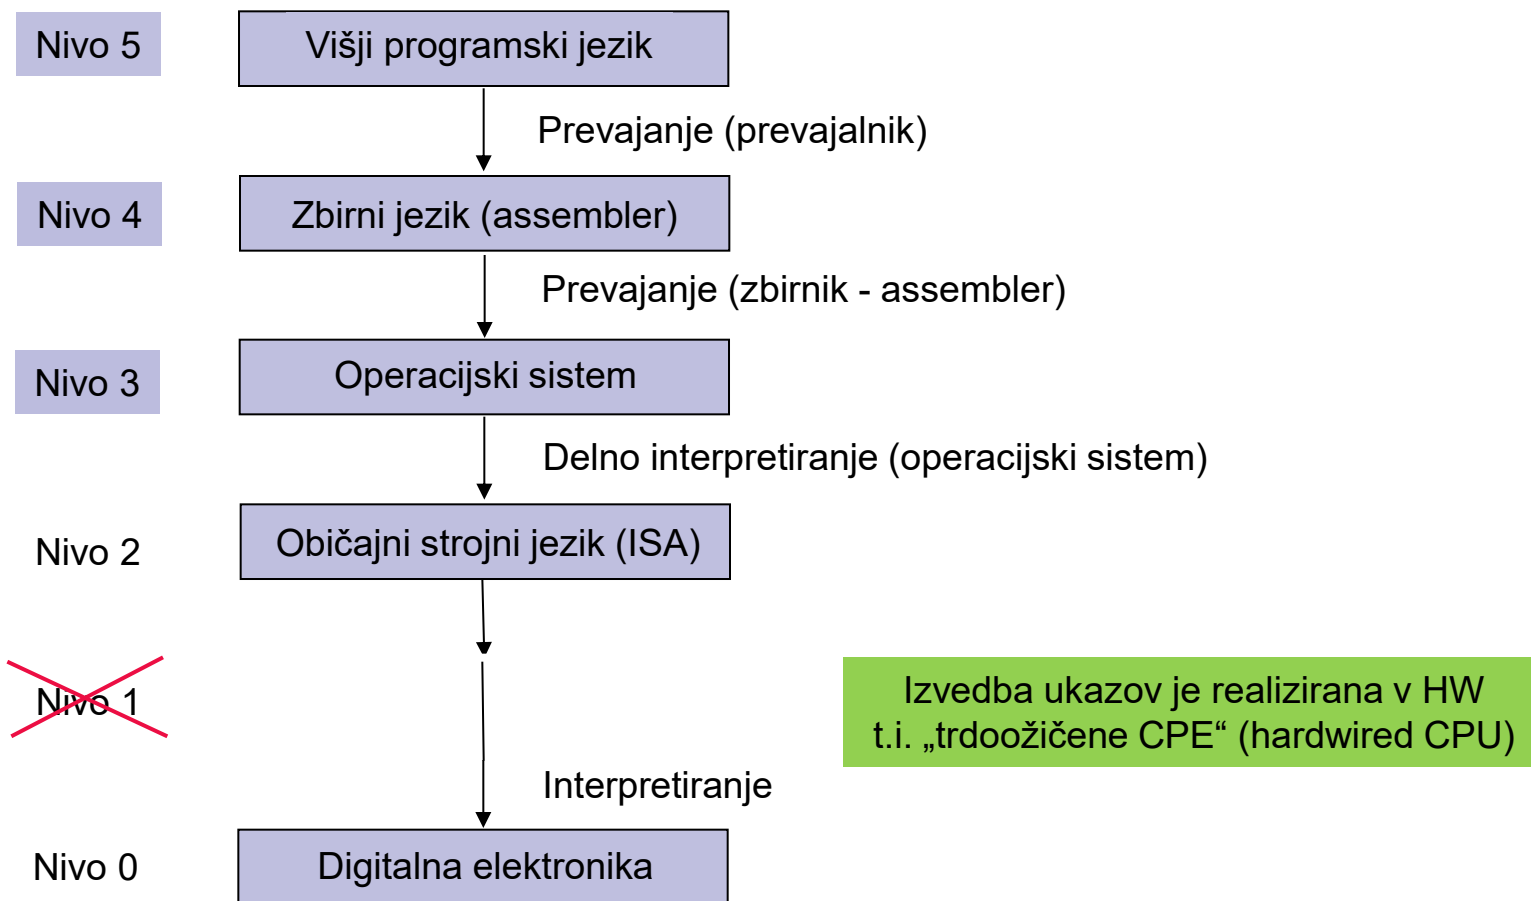 Nivo 5
Višji programski jezik
Prevajanje (prevajalnik)
Nivo 4
Zbirni jezik (assembler)
Prevajanje (zbirnik - assembler)
Nivo 3
Operacijski sistem
Delno interpretiranje (operacijski sistem)
Nivo 2
Običajni strojni jezik (ISA)
Nivo 1
Izvedba ukazov je realizirana v HW
t.i. „trdoožičene CPE“ (hardwired CPU)
Interpretiranje
Nivo 0
Digitalna elektronika